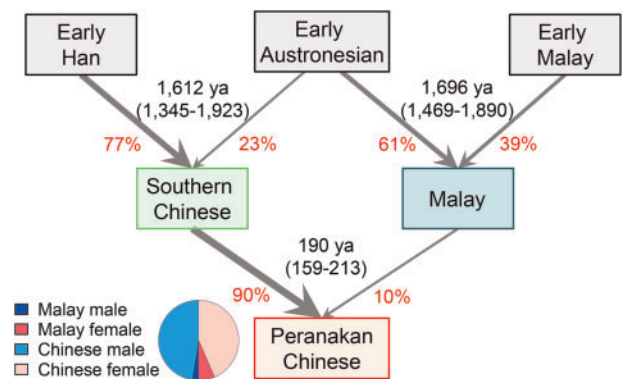 Early
Han
Early
Austronesian
Early
Malay
1,612 ya
(1,345-1,923)
1,696 ya
(1,469-1,890)
77%
23%
61%
39%
Southern
Chinese
Malay
190 ya
(159-213)
90%
10%
Malay male
Malay female
Chinese male
Chinese female
Peranakan
Chinese